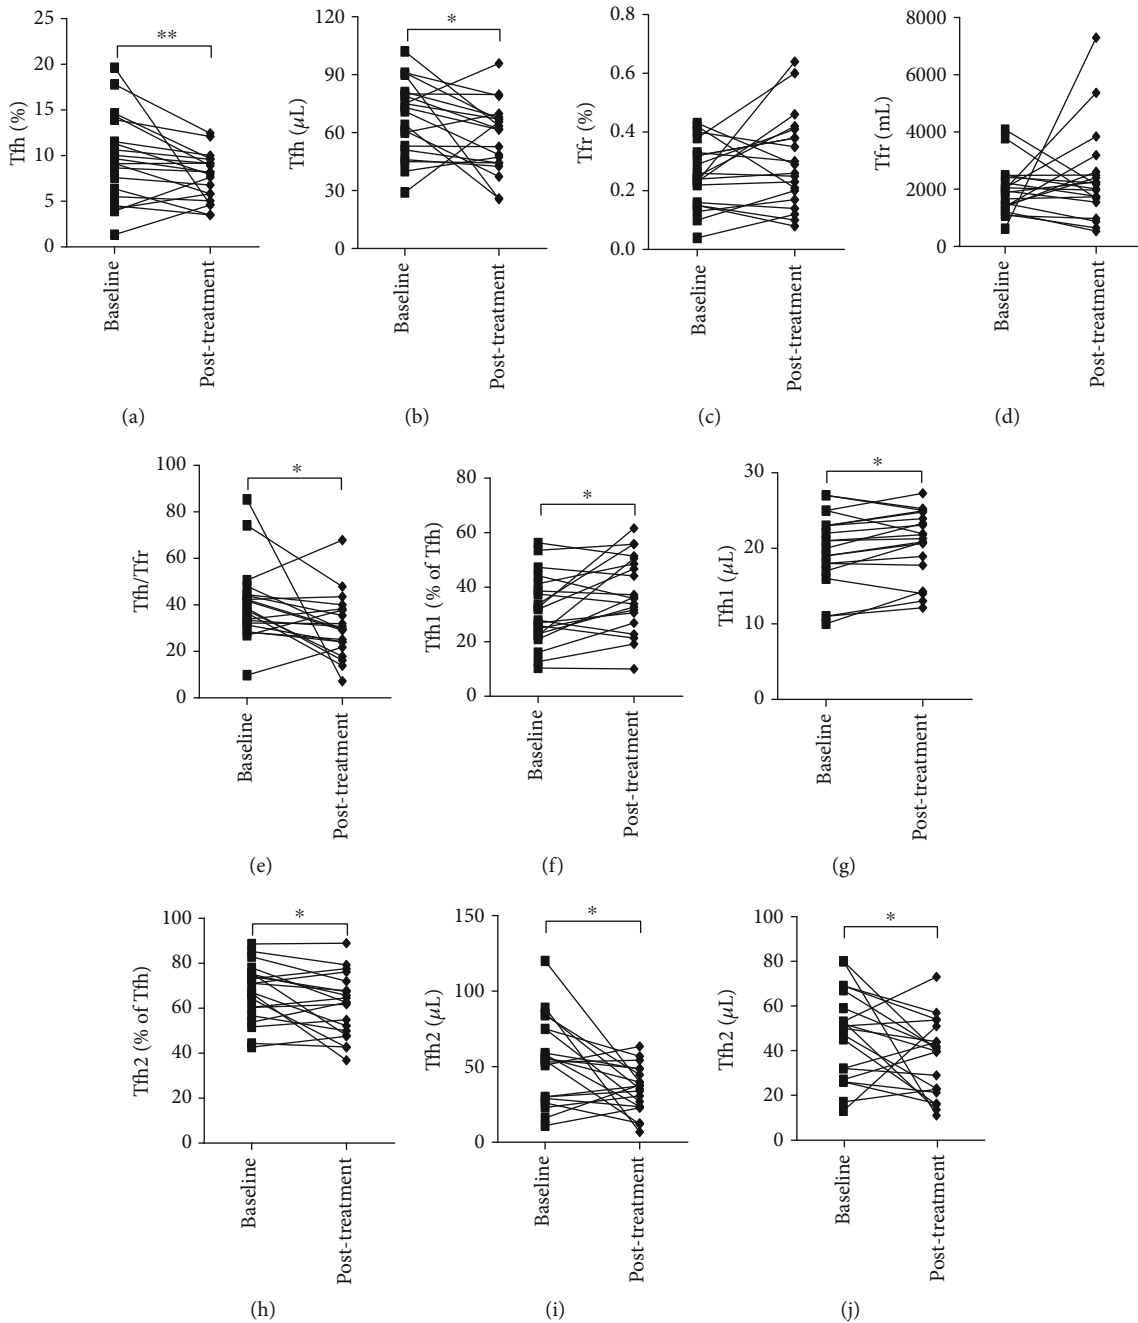 25
20
15
10
5
0
Tfh (%)
**
Baseline
Post-treatment
(a)
120
90
60
30
0
Tfh (μL)
*
Baseline
Post-treatment
(b)
0.8
0.6
0.4
0.2
0.0
Tfr (%)
Baseline
Post-treatment
(c)
8000
6000
4000
2000
0
Tfr (mL)
Baseline
Post-treatment
(d)
100
80
60
40
20
0
Tfh/Tfr
*
Baseline
Post-treatment
(e)
80
60
40
20
0
Tfh1 (% of Tfh)
*
Baseline
Post-treatment
(f)
30
20
10
0
Tfh1 (μL)
*
Baseline
Post-treatment
(g)
100
80
60
40
20
0
Tfh2 (% of Tfh)
*
Baseline
Post-treatment
(h)
150
100
50
0
Tfh2 (μL)
*
Baseline
Post-treatment
(i)
100
80
60
40
20
0
Tfh2 (μL)
*
Baseline
Post-treatment
(j)